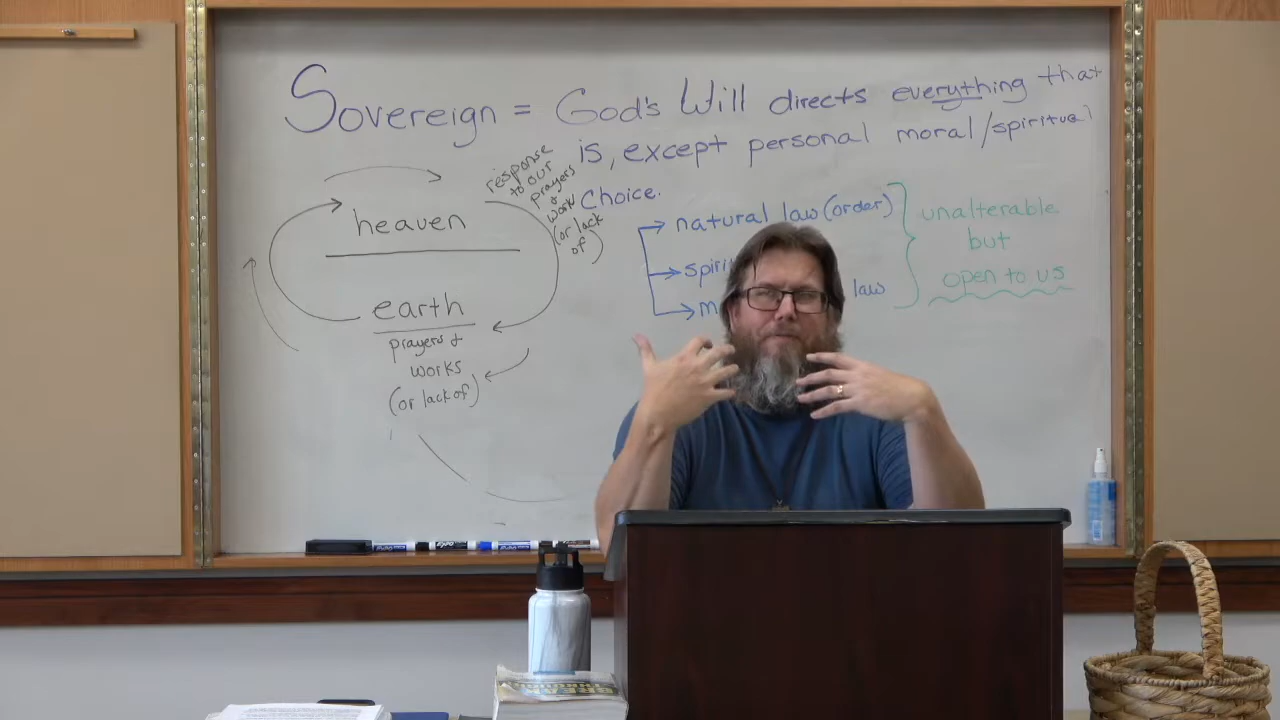 Sovereign = God's Will directs everything that
is, except personal moral/spiritual
choice.
response
to our
prayers
+
work
(or lack
of)
heaven
earth
prayers +
works
(or lack of)
→ natural law (order)
→ spiri
→ m
law
unalterable
but
open to us